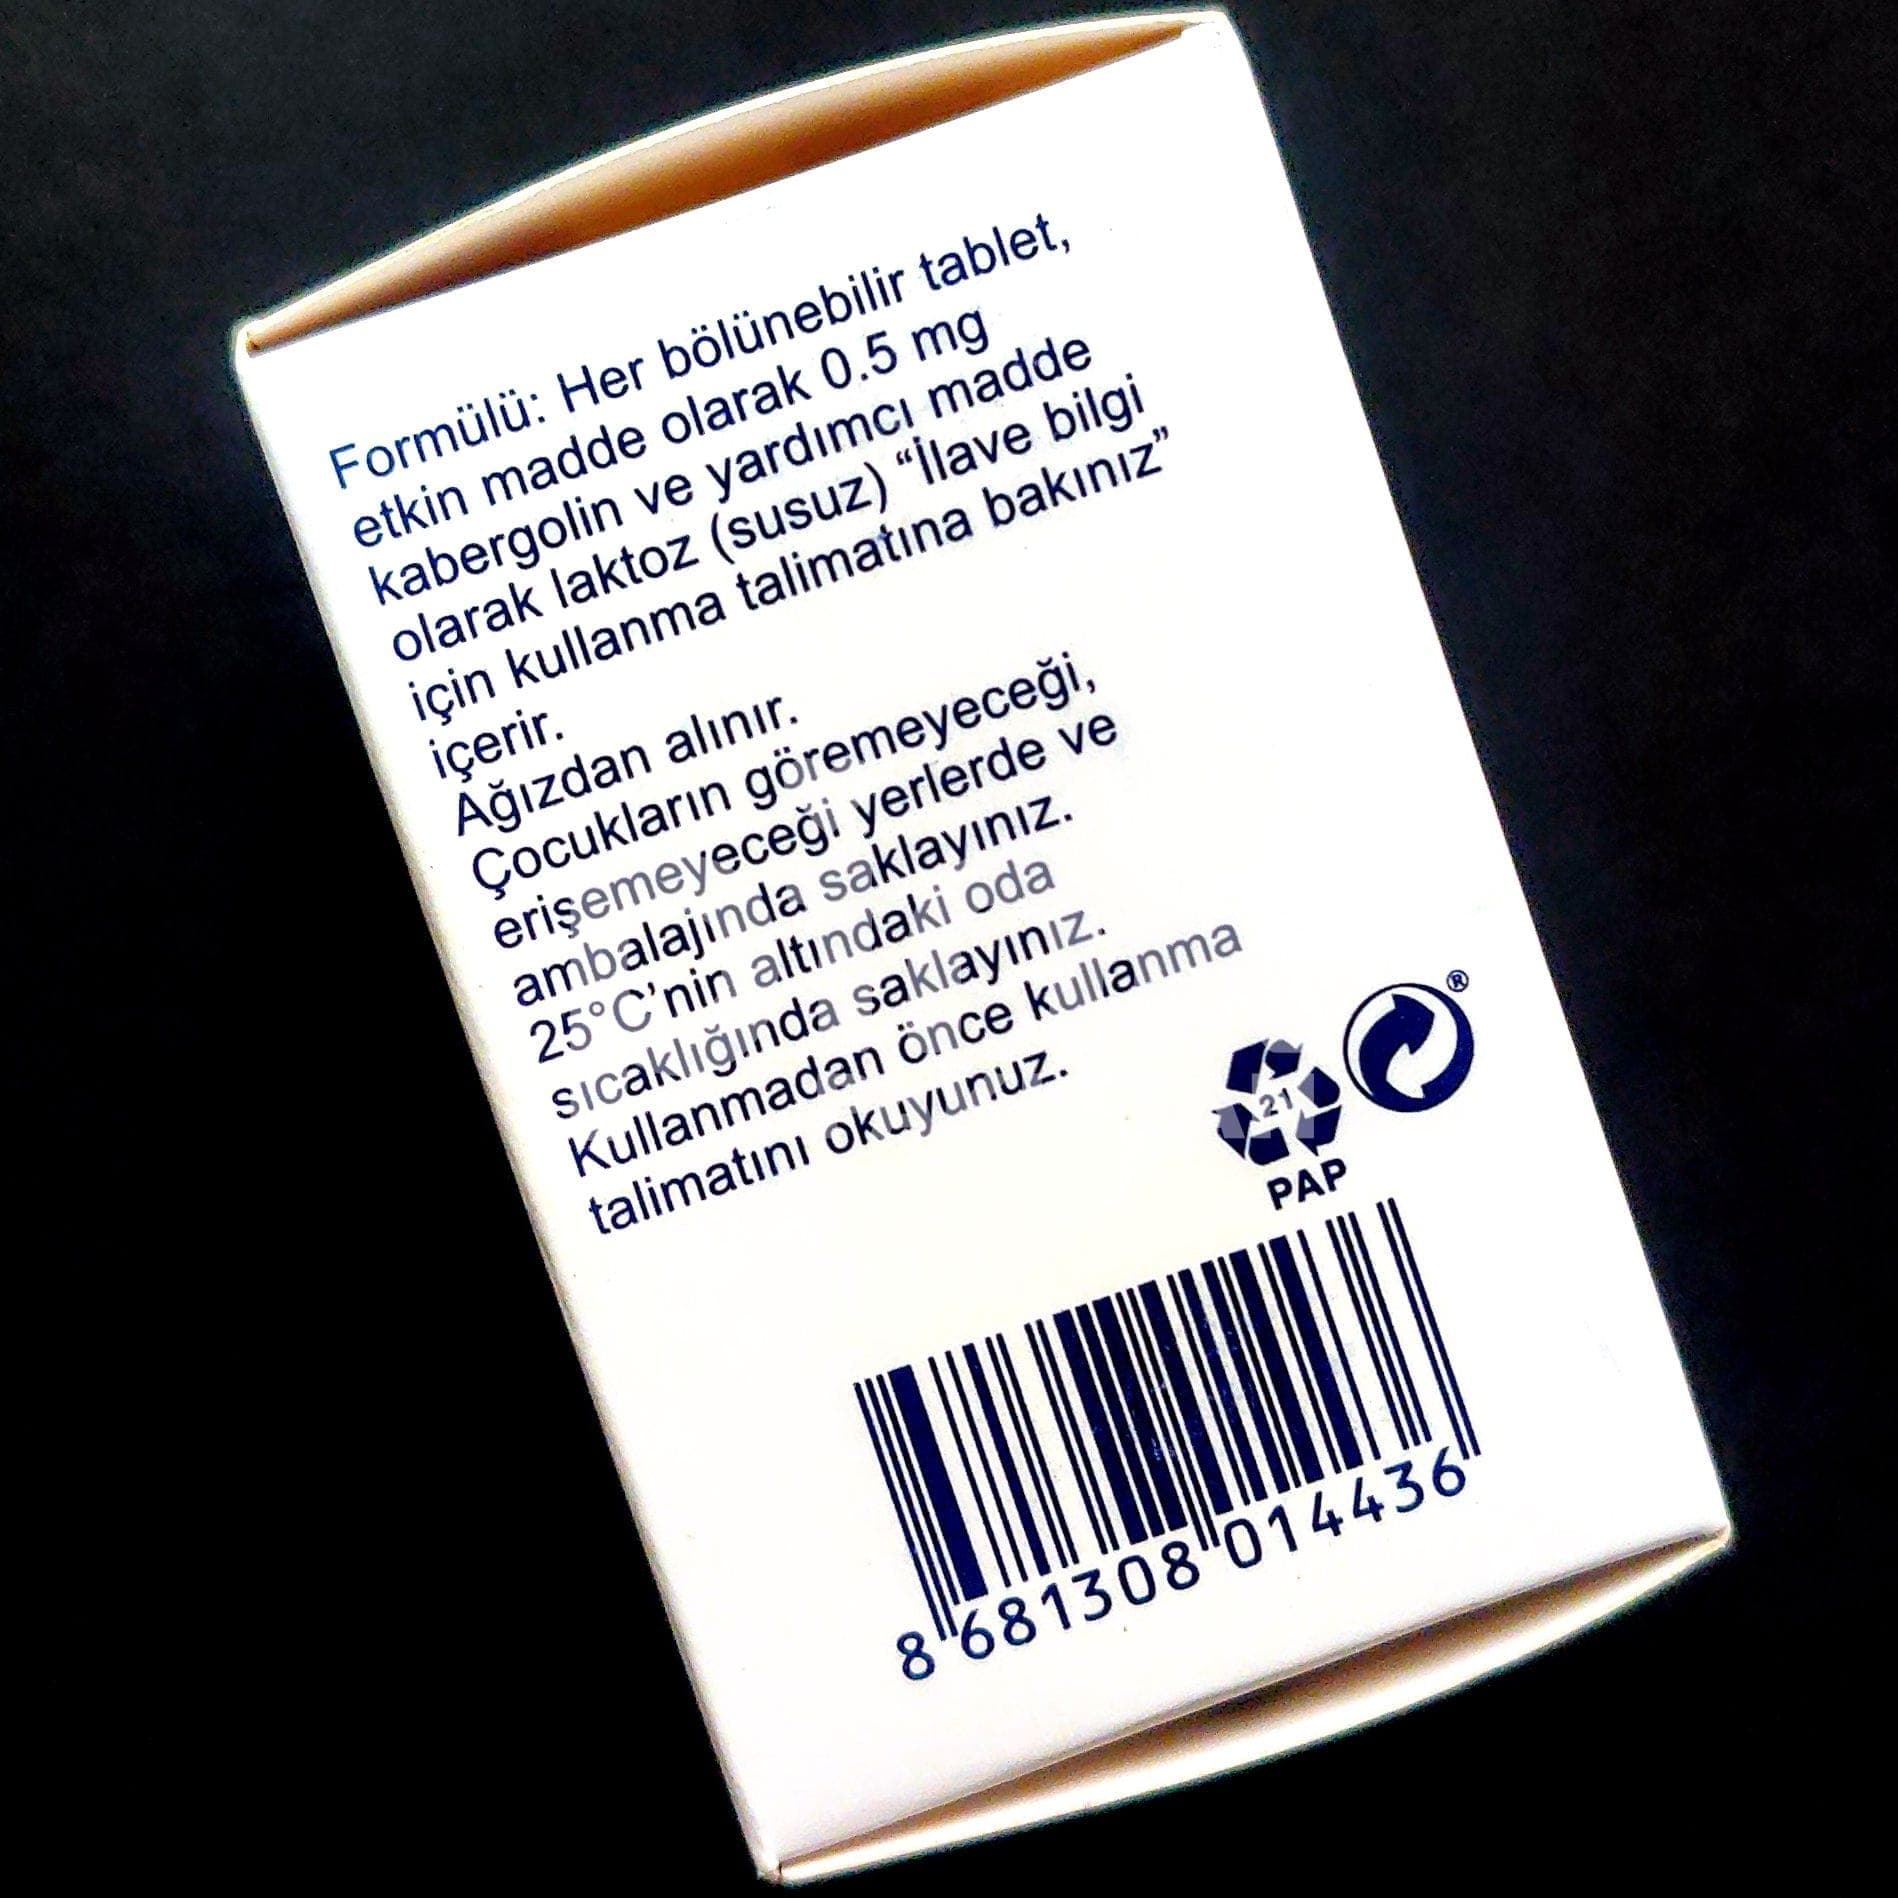 Formülü: Her bölünebilir tablet,
etkin madde olarak 0.5 mg
kabergolin ve yardımcı madde
olarak laktoz (susuz) “İlave bilgi
için kullanma talimatına bakınız”
içerir.
Ağızdan alınır.
Çocukların göremeyeceği,
erişemeyeceği yerlerde ve
ambalajında saklayınız.
25°C’nin altındaki oda
sıcaklığında saklayınız.
Kullanmadan önce kullanma
talimatını okuyunuz.
®
21
PAP
8 681308 014436